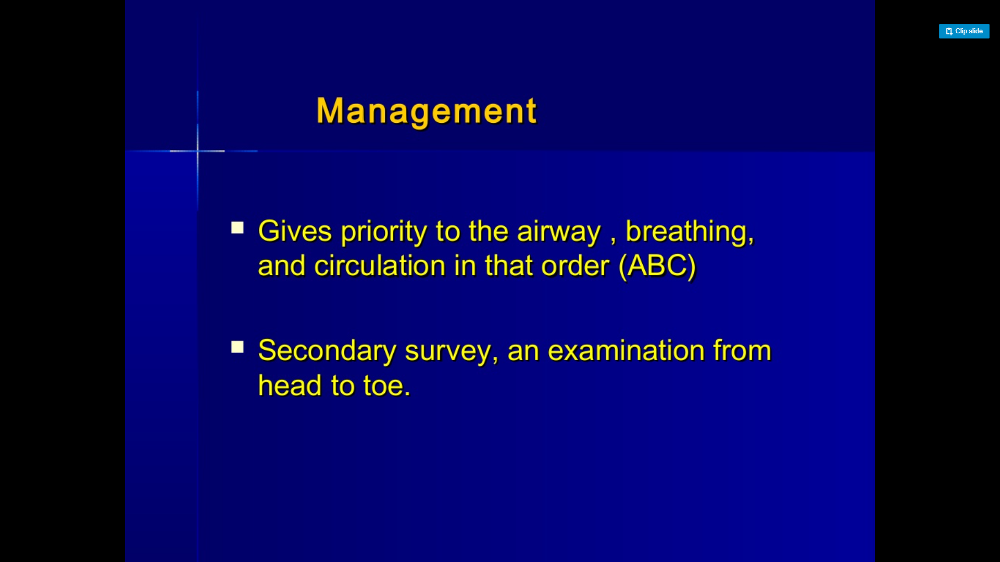 Clip slide
Management
Gives priority to the airway , breathing,
and circulation in that order (ABC)
Secondary survey, an examination from
head to toe.